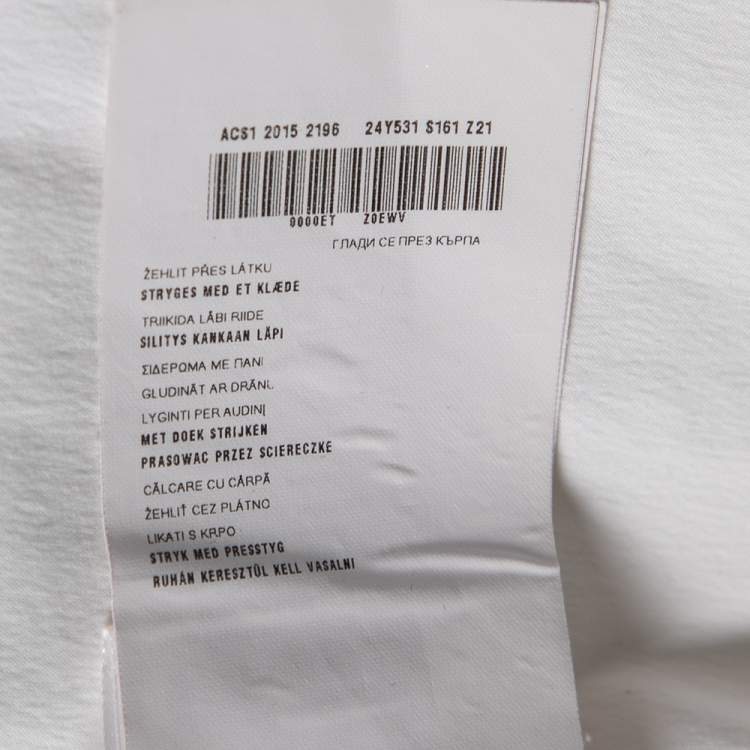 ACS1 2015 2196 24Y531 S161 Z21
0000ET Z0EWV
ГЛАДИ СЕ ПРЕЗ КЪРПА
ŽEHLIT PŘES LÁTKU
STRYGES MED ET KLÆDE
TRIIKIDA LÄBI RIIDE
SILITYS KANKAAN LÄPI
ΣΙΔΕΡΩΜΑ ΜΕ ΠΑΝΙ
GLUDINĀT AR DRĀNU
LYGINTI PER AUDINĮ
MET DOEK STRIJKEN
PRASOWAC PRZEZ SCIERECZKE
CĂLCARE CU CÂRPĂ
ŽEHLIŤ CEZ PLÁTNO
LIKATI S KRPO
STRYK MED PRESSTYG
RUHÁN KERESZTÜL KELL VASALNI